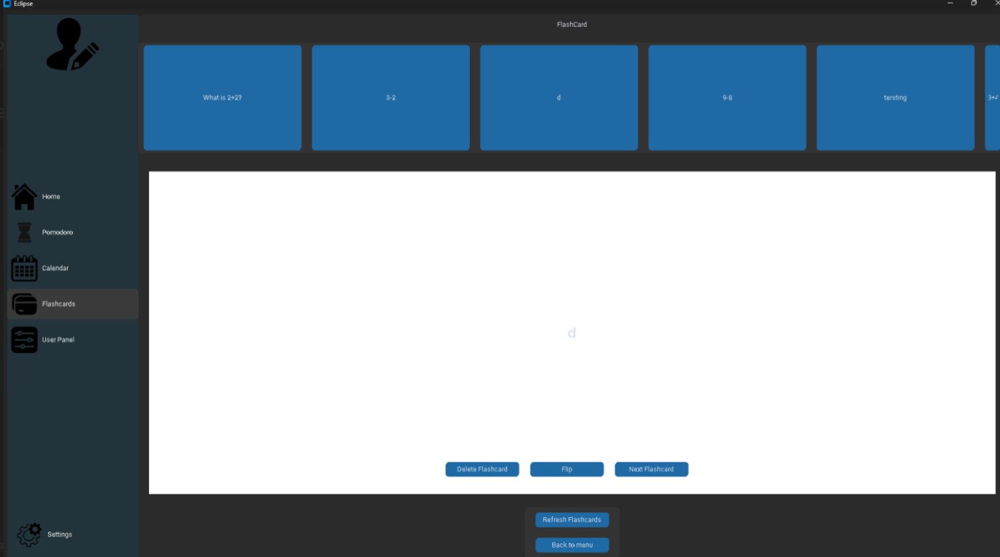 Eclipse
FlashCard
What is 2+2?
3-2
d
9-8
tersting
3+4
Home
Pomodoro
Calendar
Flashcards
User Panel
d
Delete Flashcard
Flip
Next Flashcard
Refresh Flashcards
Back to menu
Settings